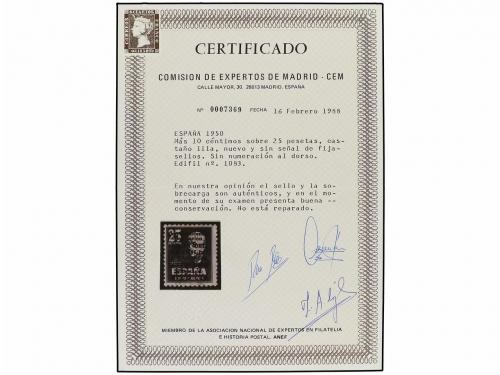 CERTIFICADO
COMISION DE EXPERTOS DE MADRID - CEM
CALLE MAYOR, 30. 28013 MADRID. ESPAÑA
Nº 0007369 FECHA 16 Febrero 1988
ESPAÑA 1950
Más 10 céntimos sobre 25 pesetas, cas-
taño lila, nuevo y sin señal de fija-
sellos. Sin numeración al dorso.
Edifil nº. 1083.
En nuestra opinión el sello y la so-
brecarga son auténticos, y en el mo-
mento de su examen presenta buena --
conservación. No está reparado.
25
ESPAÑA
MIEMBRO DE LA ASOCIACION NACIONAL DE EXPERTOS EN FILATELIA
E HISTORIA POSTAL. ANEF